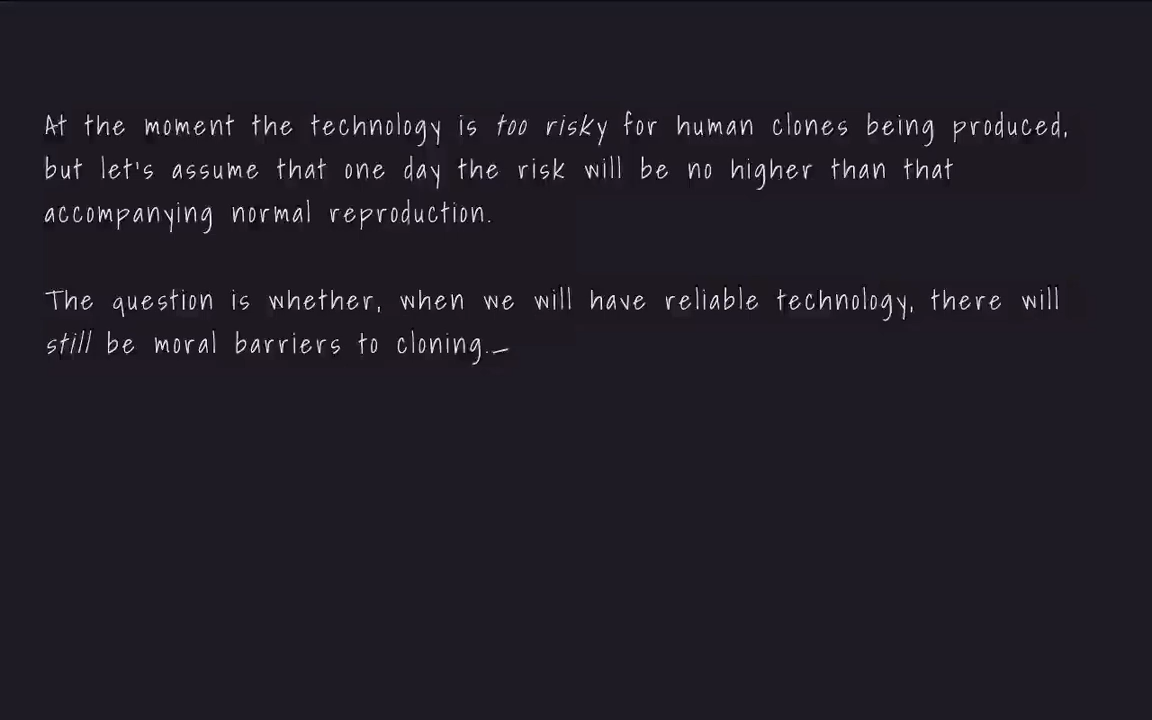 At the moment the technology is too risky for human clones being produced,
but let's assume that one day the risk will be no higher than that
accompanying normal reproduction.
The question is whether, when we will have reliable technology, there will
still be moral barriers to cloning._